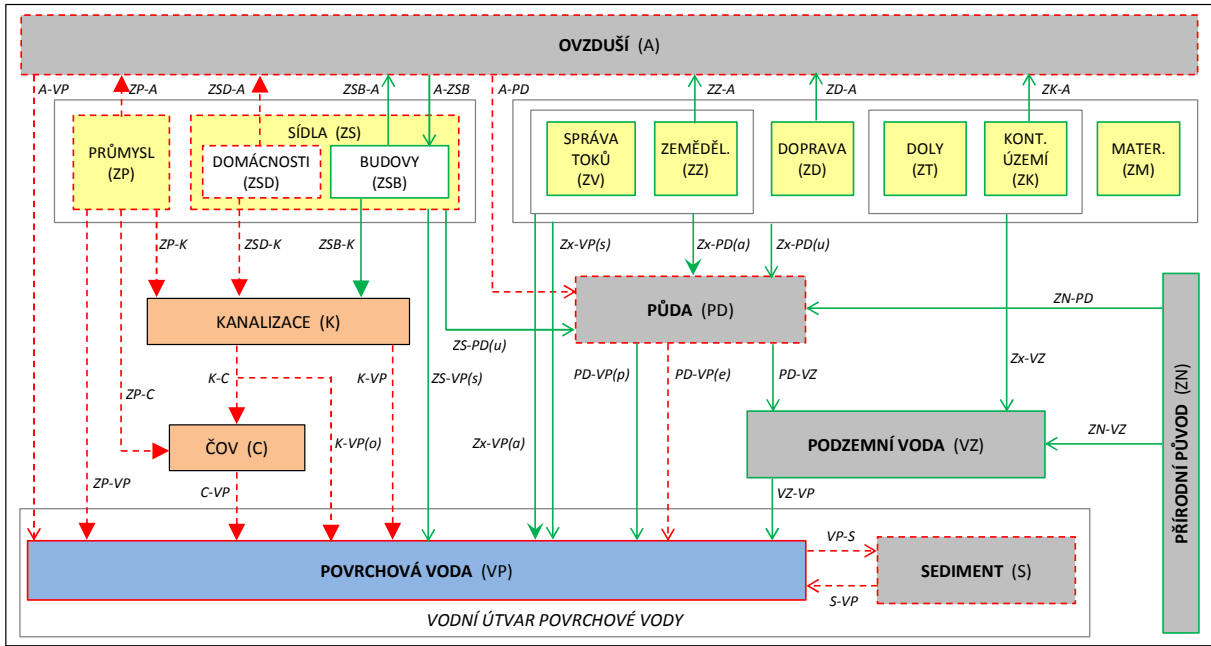 OVZDUŠÍ (A)
A-VP
ZP-A
ZSD-A
ZSB-A
A-ZSB
A-PD
ZZ-A
ZD-A
ZK-A
PRŮMYSL
(ZP)
SÍDLA (ZS)
DOMÁCNOSTI
(ZSD)
BUDOVY
(ZSB)
SPRÁVA
TOKŮ
(ZV)
ZEMĚDĚL.
(ZZ)
DOPRAVA
(ZD)
DOLY
(ZT)
KONT.
ÚZEMÍ
(ZK)
MATER.
(ZM)
ZP-K
ZSD-K
ZSB-K
Zx-VP(s)
Zx-PD(a)
Zx-PD(u)
KANALIZACE (K)
PŮDA (PD)
ZN-PD
ZS-PD(u)
Zx-VZ
K-C
K-VP
ZS-VP(s)
PD-VP(p)
PD-VP(e)
PD-VZ
ZP-C
ČOV (C)
K-VP(o)
Zx-VP(a)
PODZEMNÍ VODA (VZ)
ZN-VZ
PŘÍRODNÍ PŮVOD (ZN)
ZP-VP
C-VP
VZ-VP
POVRCHOVÁ VODA (VP)
VP-S
SEDIMENT (S)
S-VP
VODNÍ ÚTVAR POVRCHOVÉ VODY